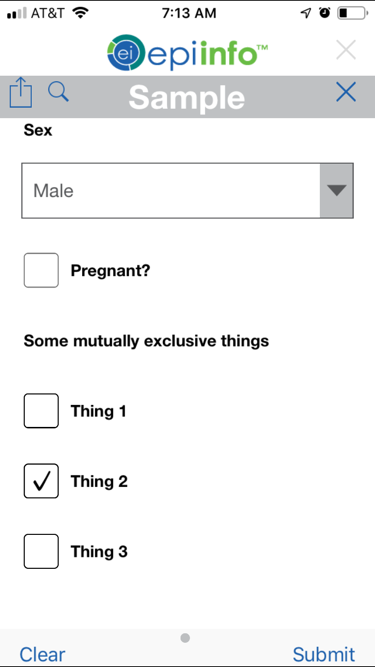 AT&T 7:13 AM
ei epiinfo™
Sample
Sex
Male
Pregnant?
Some mutually exclusive things
Thing 1
Thing 2
Thing 3
Clear Submit